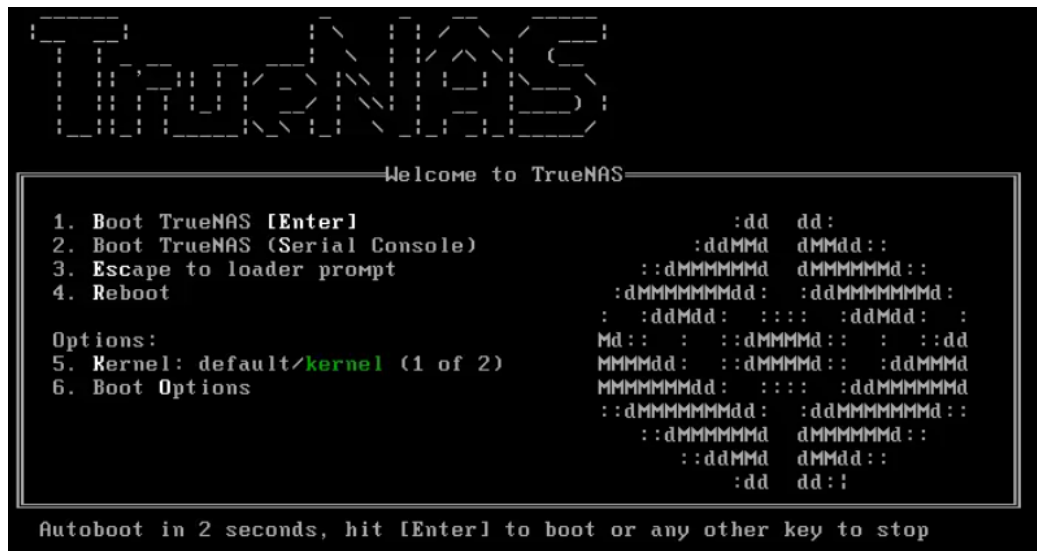 TrueNAS
Welcome to TrueNAS
1. Boot TrueNAS [Enter]
2. Boot TrueNAS (Serial Console)
3. Escape to loader prompt
4. Reboot
Options:
5. Kernel: default/kernel (1 of 2)
6. Boot Options
Autoboot in 2 seconds, hit [Enter] to boot or any other key to stop